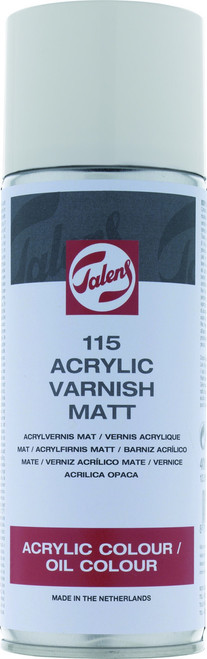 Talens
115
ACRYLIC
VARNISH
MATT
ACRYLVERNIS MAT / VERNIS ACRYLIQUE
MAT / ACRYLFIRNIS MATT / BARNIZ ACRÍLICO
MATE / VERNIZ ACRÍLICO MATE / VERNICE
ACRILICA OPACA
ACRYLIC COLOUR /
OIL COLOUR
MADE IN THE NETHERLANDS